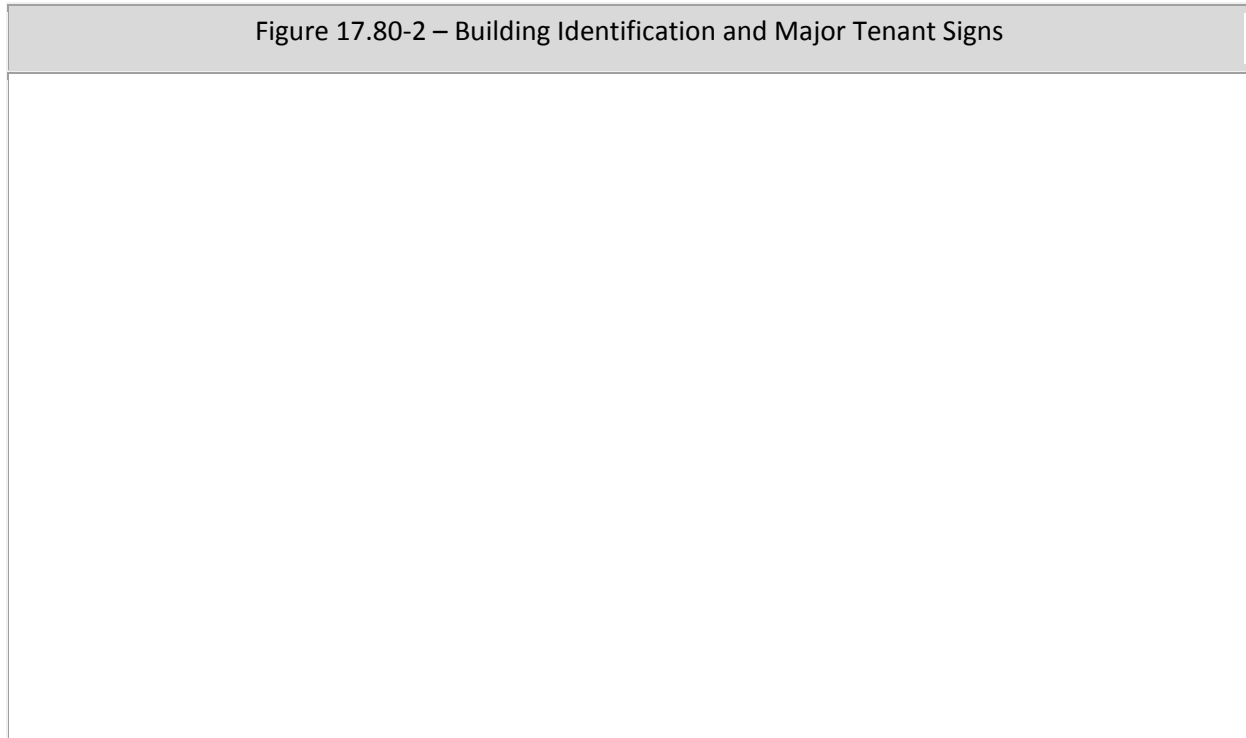 Figure 17.80-2 – Building Identification and Major Tenant Signs